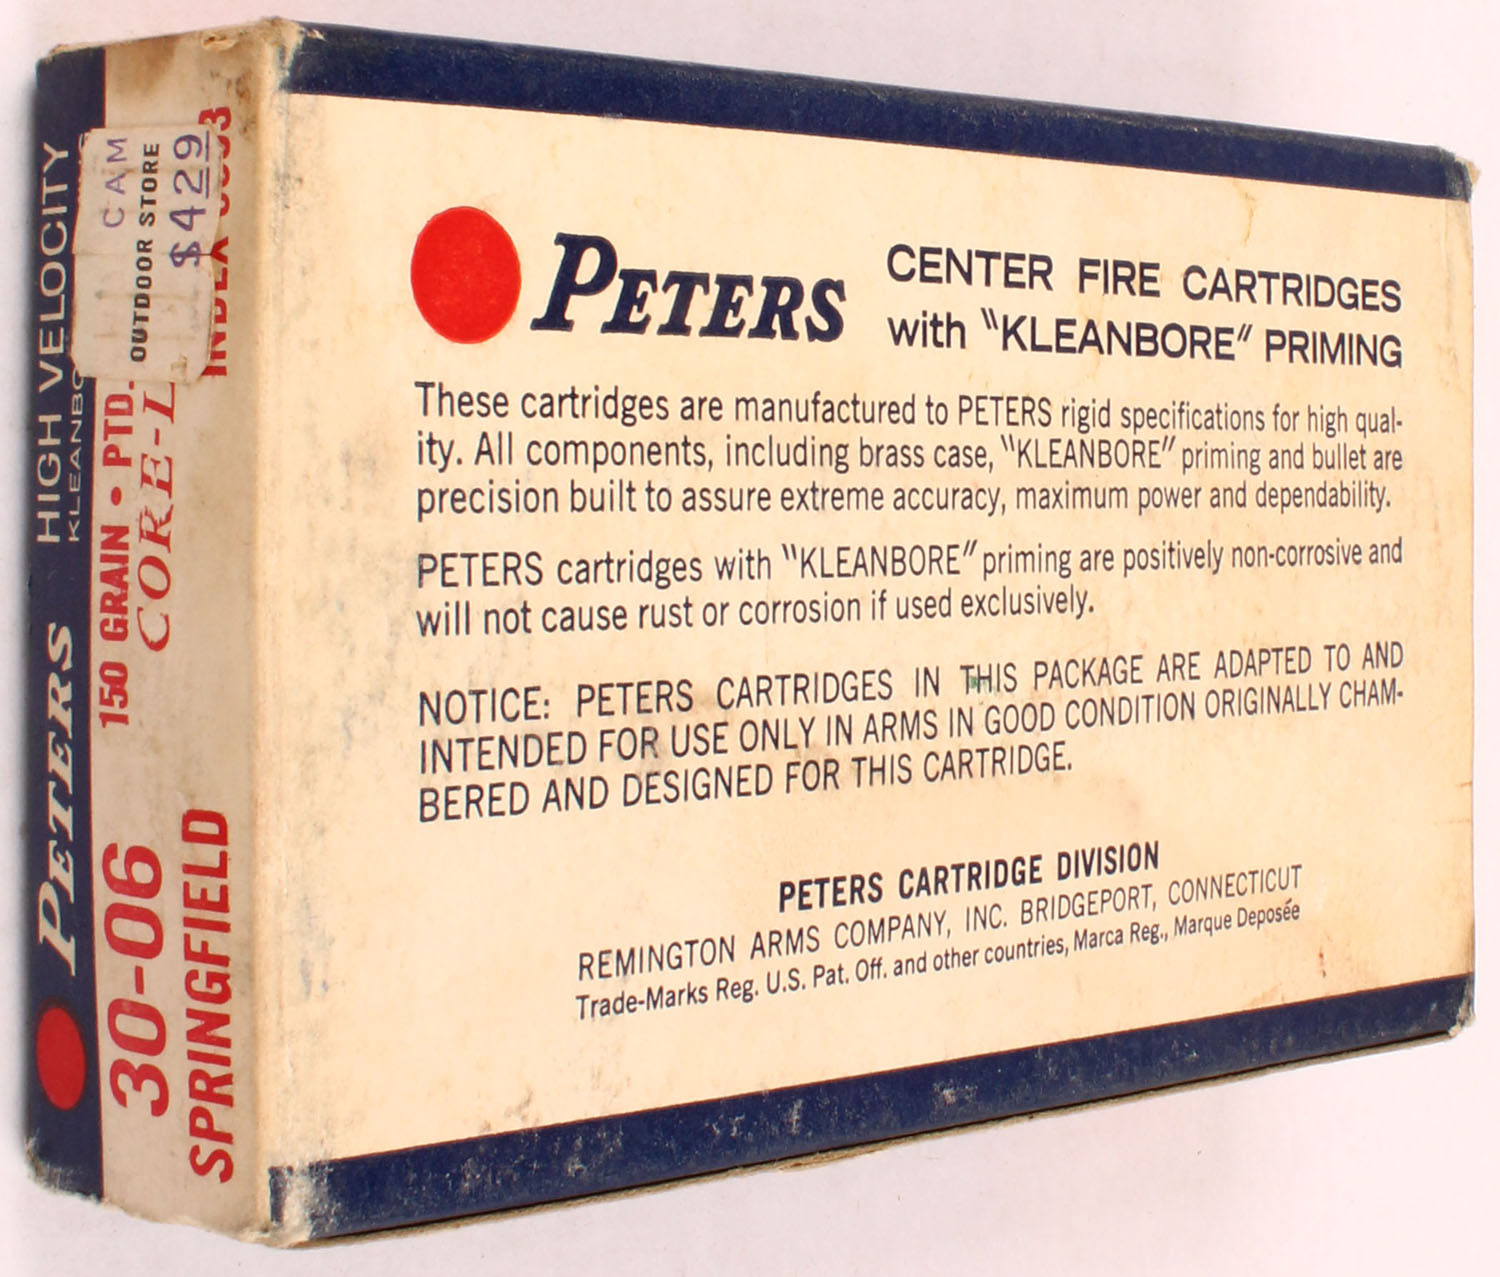 PETERS HIGH VELOCITY
30-06 150 GRAIN • PTD.
SPRINGFIELD
CAM
OUTDOOR STORE
$4.29
PETERS
CENTER FIRE CARTRIDGES
with "KLEANBORE" PRIMING
These cartridges are manufactured to PETERS rigid specifications for high qual-
ity. All components, including brass case, "KLEANBORE" priming and bullet are
precision built to assure extreme accuracy, maximum power and dependability.
PETERS cartridges with "KLEANBORE" priming are positively non-corrosive and
will not cause rust or corrosion if used exclusively.
NOTICE: PETERS CARTRIDGES IN THIS PACKAGE ARE ADAPTED TO AND
INTENDED FOR USE ONLY IN ARMS IN GOOD CONDITION ORIGINALLY CHAM-
BERED AND DESIGNED FOR THIS CARTRIDGE.
PETERS CARTRIDGE DIVISION
REMINGTON ARMS COMPANY, INC. BRIDGEPORT, CONNECTICUT
Trade-Marks Reg. U.S. Pat. Off. and other countries, Marca Reg., Marque Deposée